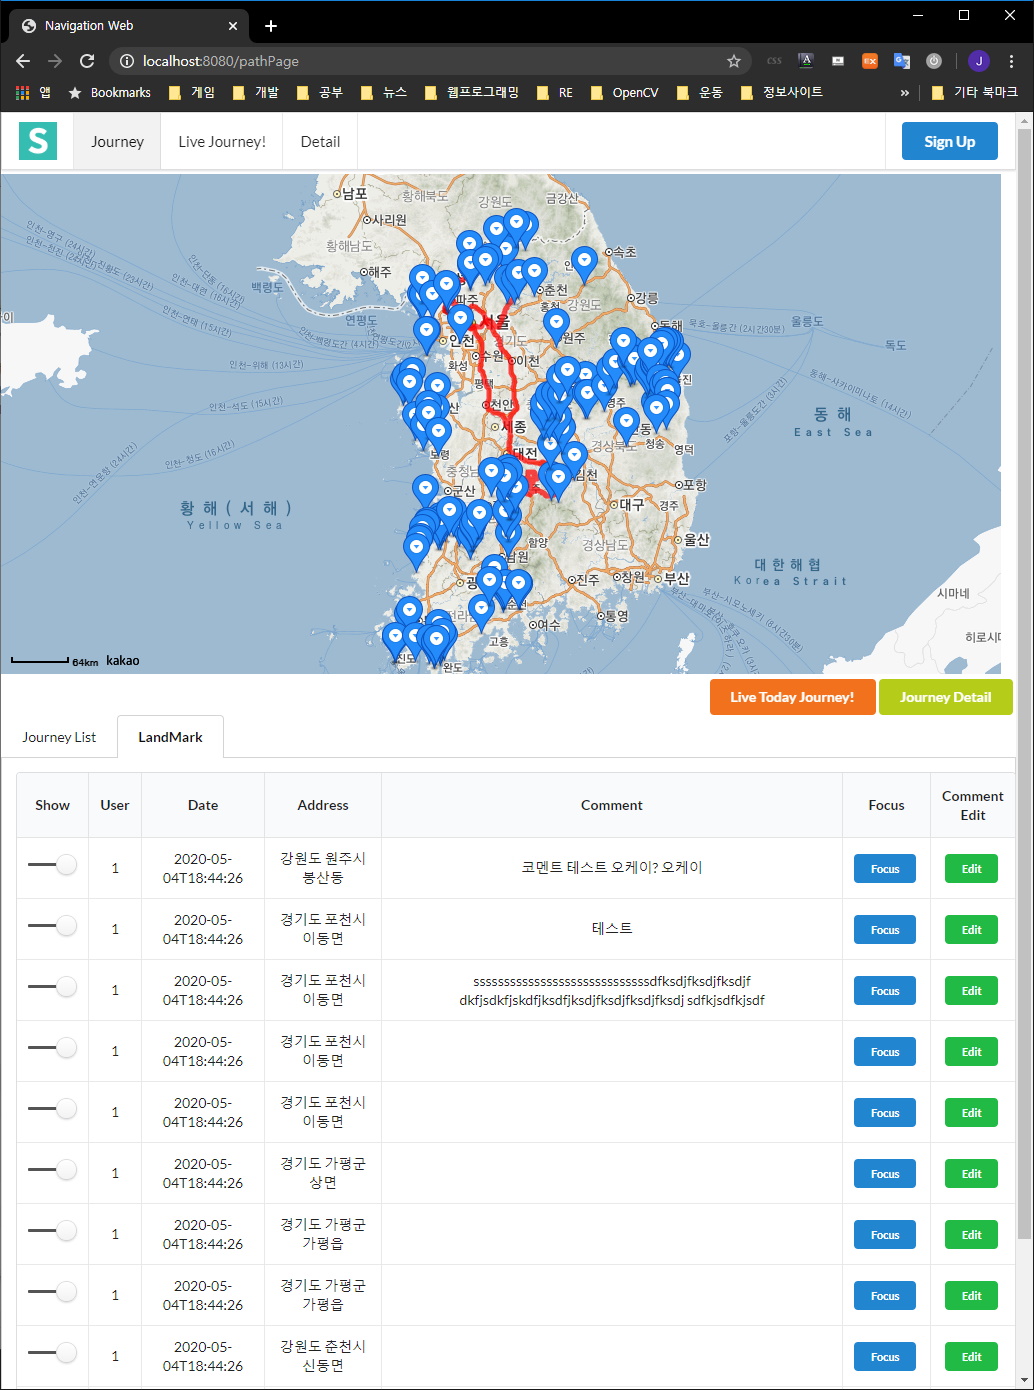 Navigation Web
localhost:8080/pathPage
앱
Bookmarks
게임
개발
공부
뉴스
웹프로그래밍
RE
OpenCV
운동
정보사이트
»
기타 북마크
S
Journey
Live Journey!
Detail
Sign Up
남포
황해북도
강원도
금강산
사리원
황해남도
해주
속초
백령도
파주
춘천
강원도
강릉
홍천
연평도
동해
울릉도
독도
인천
경기도
원주
수원
이천
화성
평택
천안
세종
보령
대전
경상북도
청송
영덕
김천
군산
포항
대구
경주
황 해 ( 서 해 )
Yellow Sea
동 해
East Sea
함양
경상남도
울산
남원
대 한 해 협
Korea Strait
진주
창원
부산
시마네
여수
통영
고흥
진도
완도
64km
kakao
Live Today Journey!
Journey Detail
Journey List
LandMark
Show User Date Address Comment Focus Comment
Edit
1 2020-05-
04T18:44:26 강원도 원주시
봉산동 코멘트 테스트 오케이? 오케이 Focus Edit
1 2020-05-
04T18:44:26 경기도 포천시
이동면 테스트 Focus Edit
1 2020-05-
04T18:44:26 경기도 포천시
이동면 Focus Edit
1 2020-05-
04T18:44:26 경기도 포천시
이동면 Focus Edit
1 2020-05-
04T18:44:26 경기도 포천시
이동면 Focus Edit
1 2020-05-
04T18:44:26 경기도 가평군
상면 Focus Edit
1 2020-05-
04T18:44:26 경기도 가평군
가평읍 Focus Edit
1 2020-05-
04T18:44:26 경기도 가평군
가평읍 Focus Edit
1 2020-05-
04T18:44:26 강원도 춘천시
신동면 Focus Edit